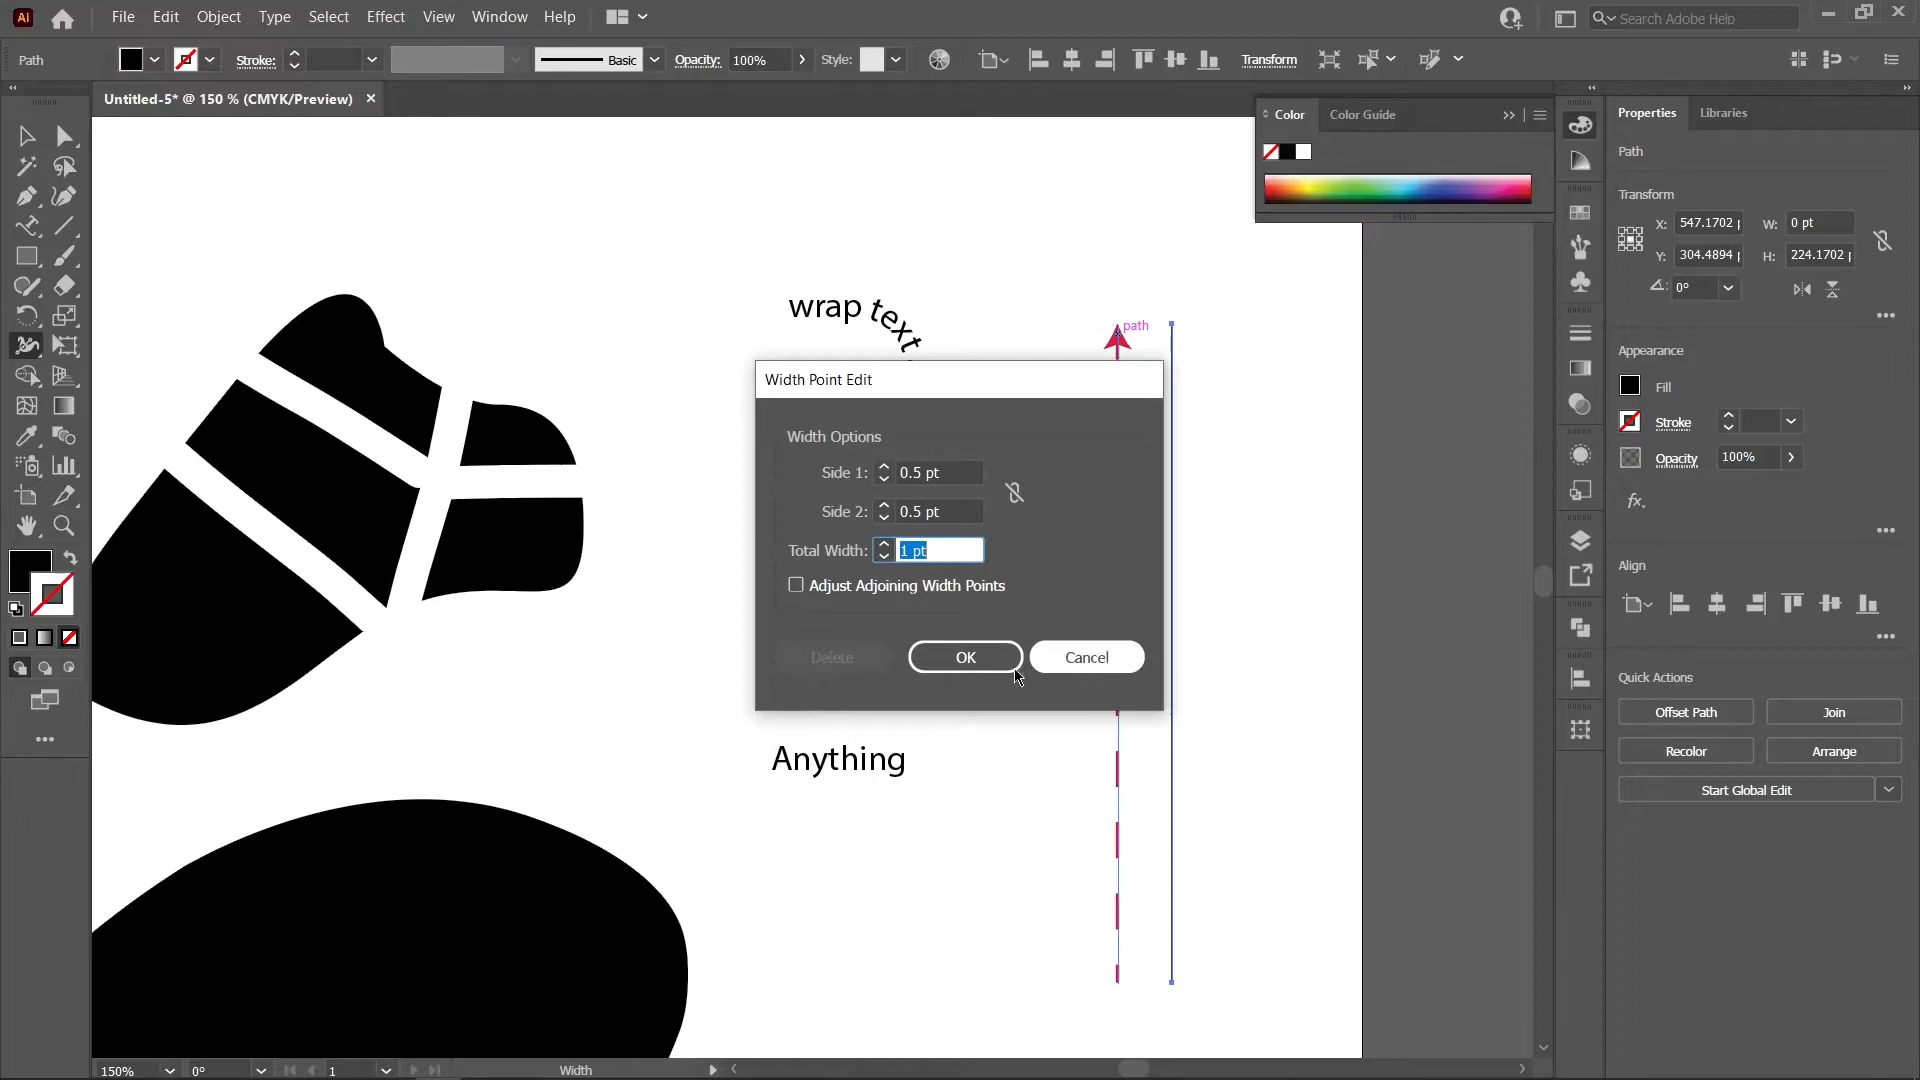 Ai File Edit Object Type Select Effect View Window Help Search Adobe Help
Path Stroke: Basic Opacity: 100% Style: Transform
Untitled-5* @ 150 % (CMYK/Preview)
Color Color Guide
Properties Libraries
Path
Transform
X: 547.1702 W: 0 pt
Y: 304.4894 H: 224.1702
0°
Appearance
Fill
Stroke
Opacity 100%
fx.
Align
Quick Actions
Offset Path Join
Recolor Arrange
Start Global Edit
wrap text
path
Width Point Edit
Width Options
Side 1: 0.5 pt
Side 2: 0.5 pt
Total Width: 1 pt
Adjust Adjoining Width Points
Delete OK Cancel
Anything
150% 0° 1 Width